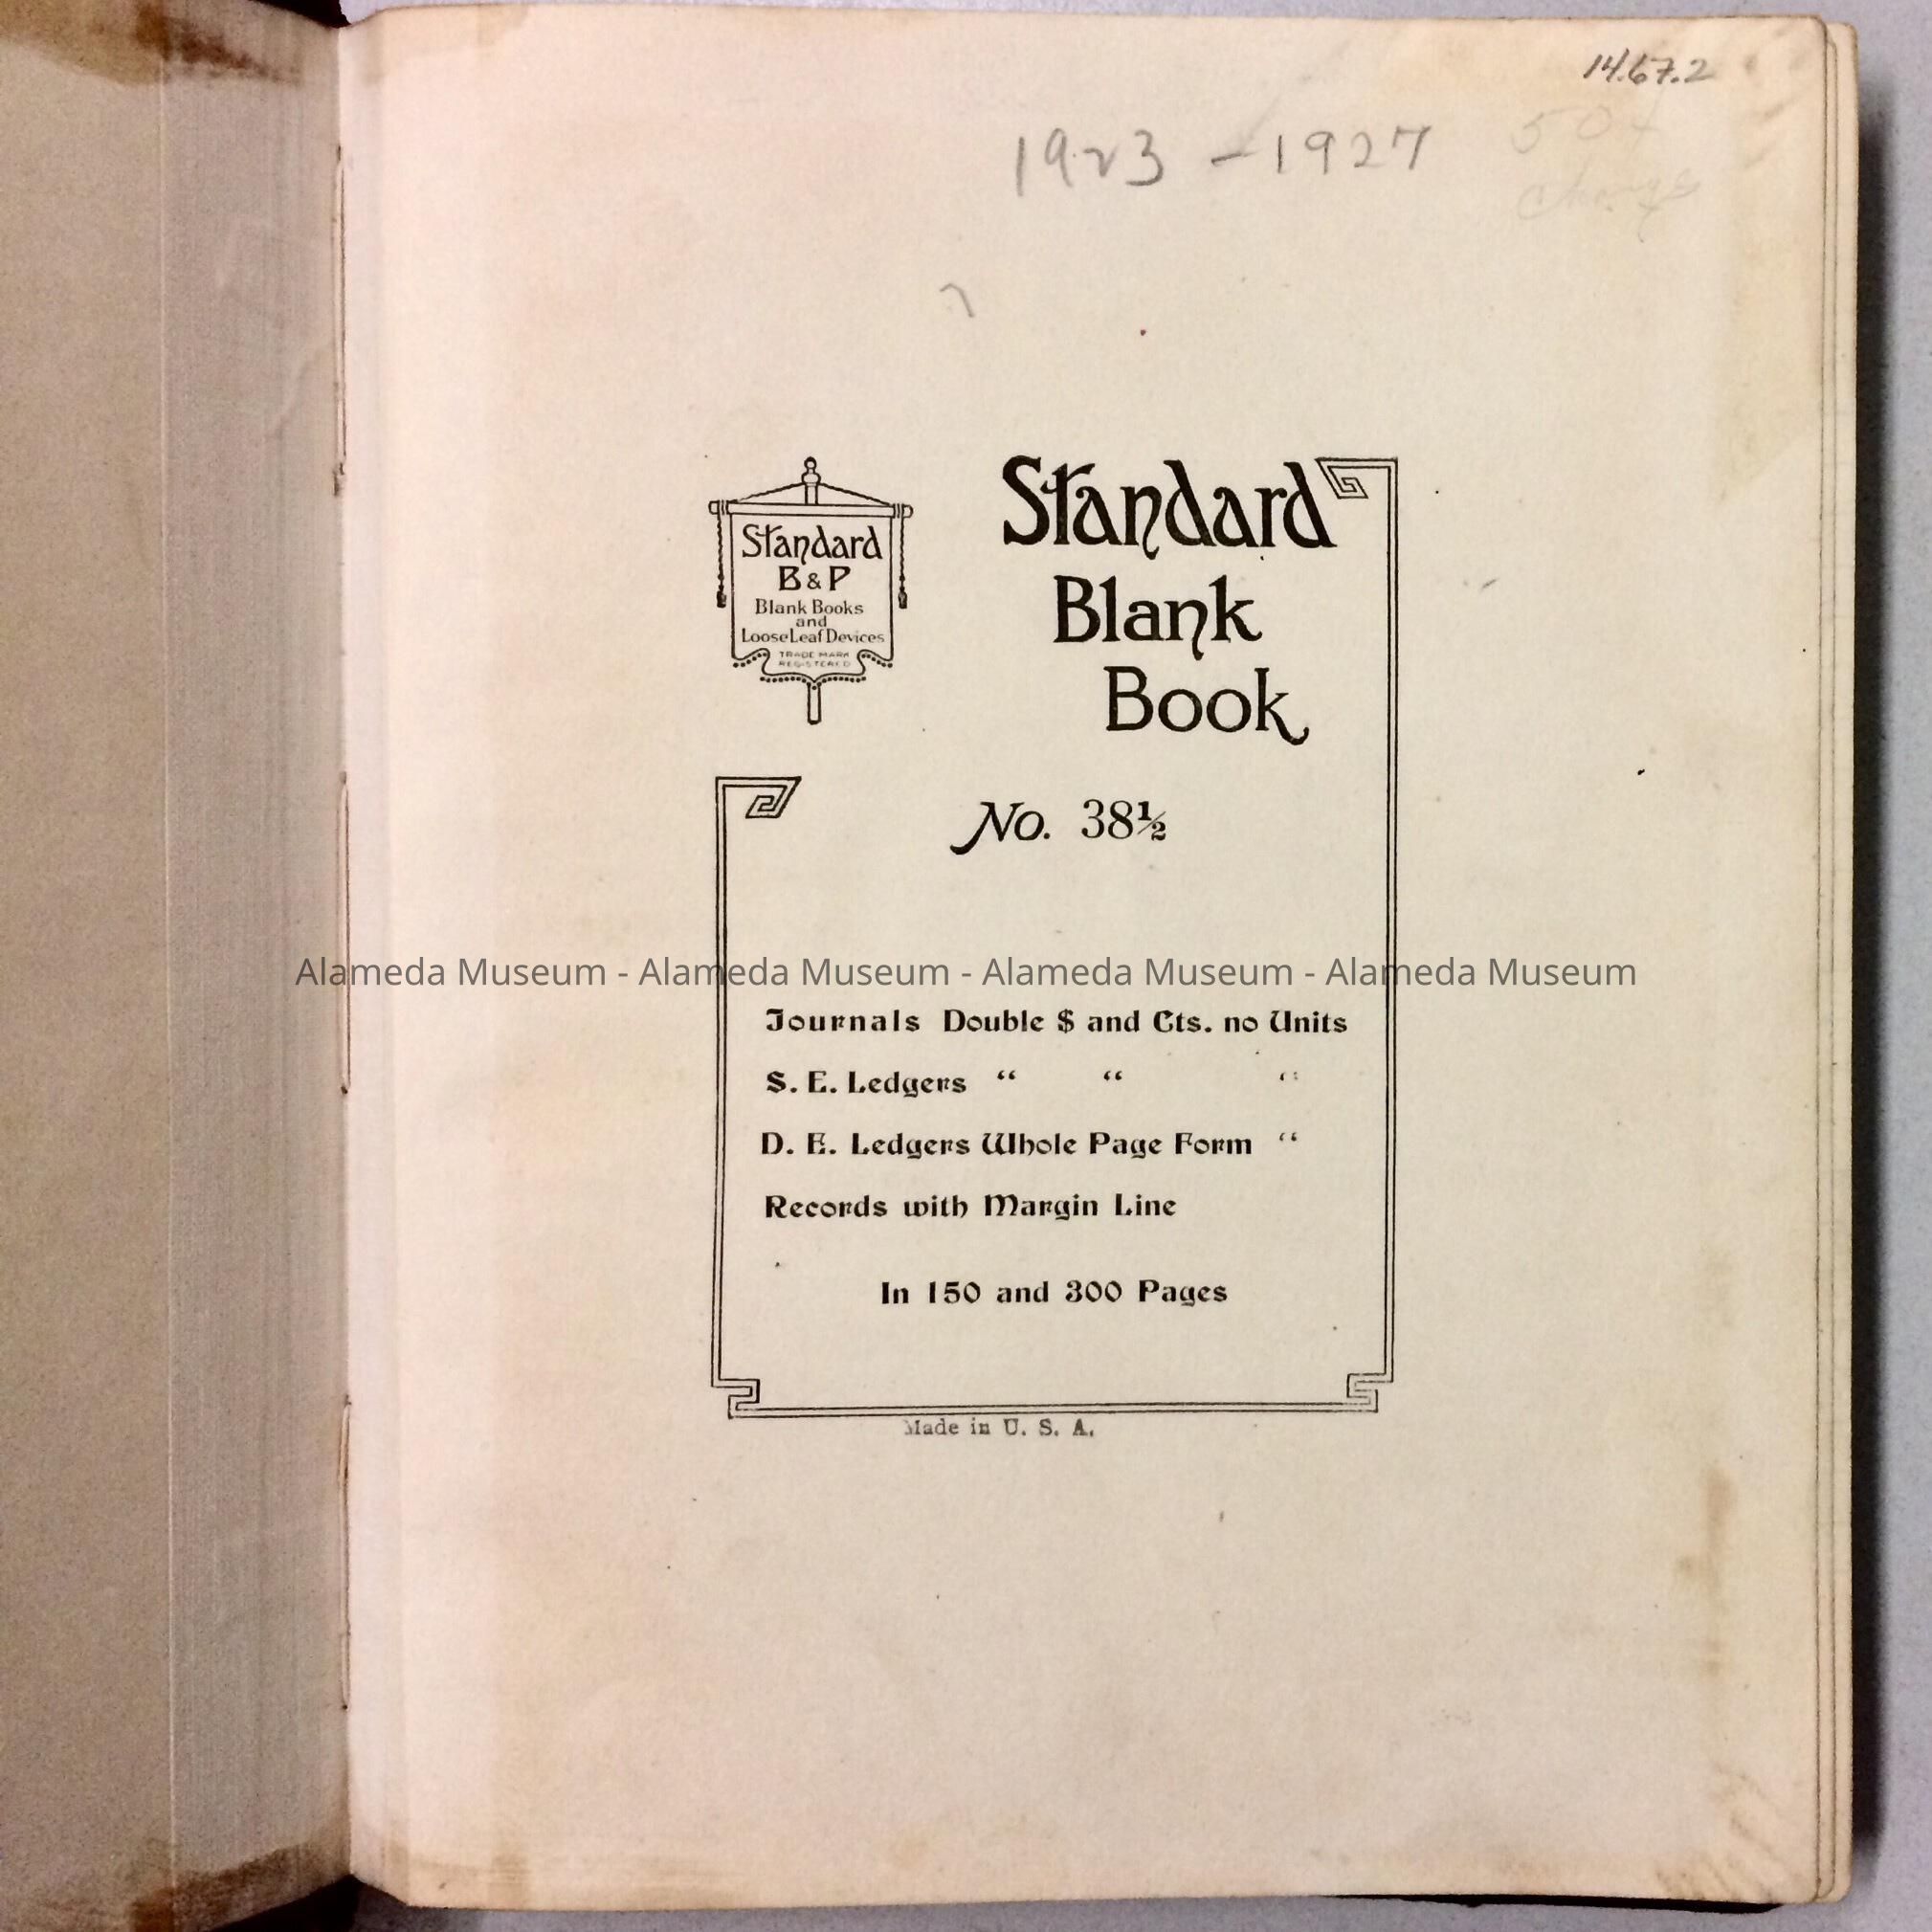 14.67.2
1923 - 1927
Standard
B & P
Blank Books
and
Loose Leaf Devices
TRADE MARK
REGISTERED
Standard
Blank
Book
No. 38½
Alameda Museum - Alameda Museum - Alameda Museum - Alameda Museum
Journals Double $ and Cts. no Units
S. E. Ledgers “ “ “
D. E. Ledgers Whole Page Form “
Records with Margin Line
In 150 and 300 Pages
Made in U. S. A.